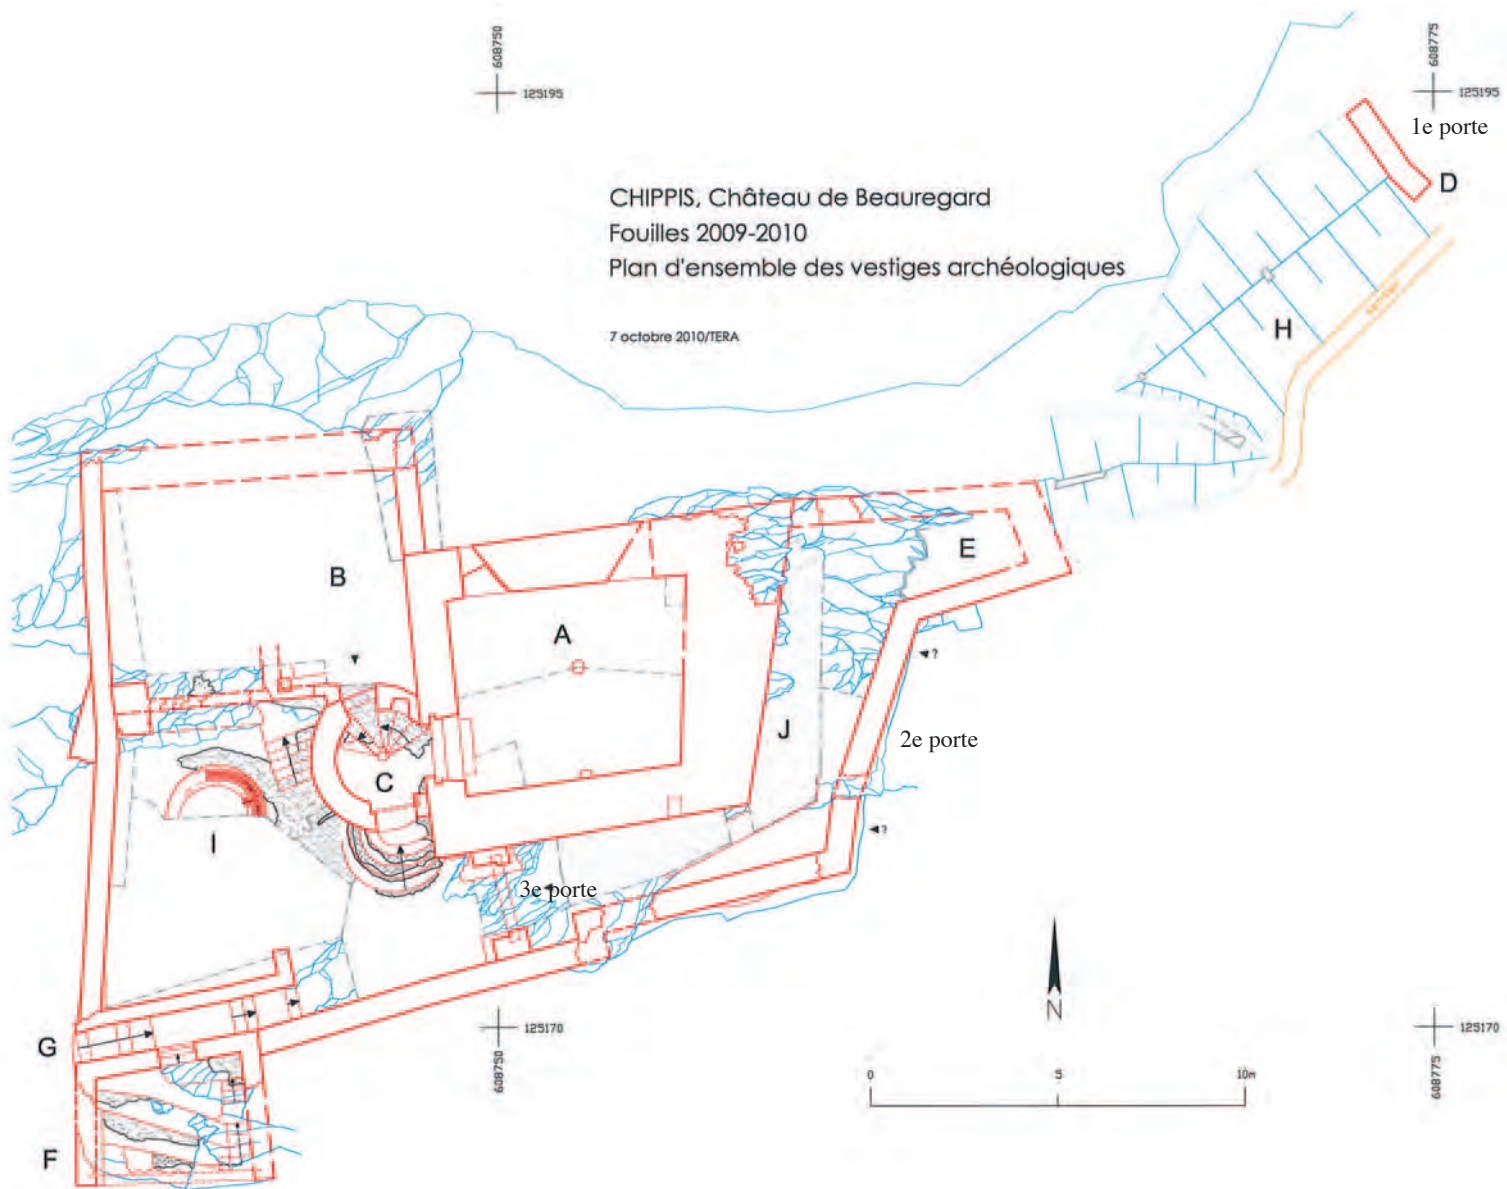 608750
125195
608775
125195
1e porte
D
CHIPPIS, Château de Beauregard
Fouilles 2009-2010
Plan d'ensemble des vestiges archéologiques
7 octobre 2010/TERA
H
B
A
E
?
J
2e porte
C
I
?
3e porte
N
G
125170
608750
125170
608775
0 5 10m
F